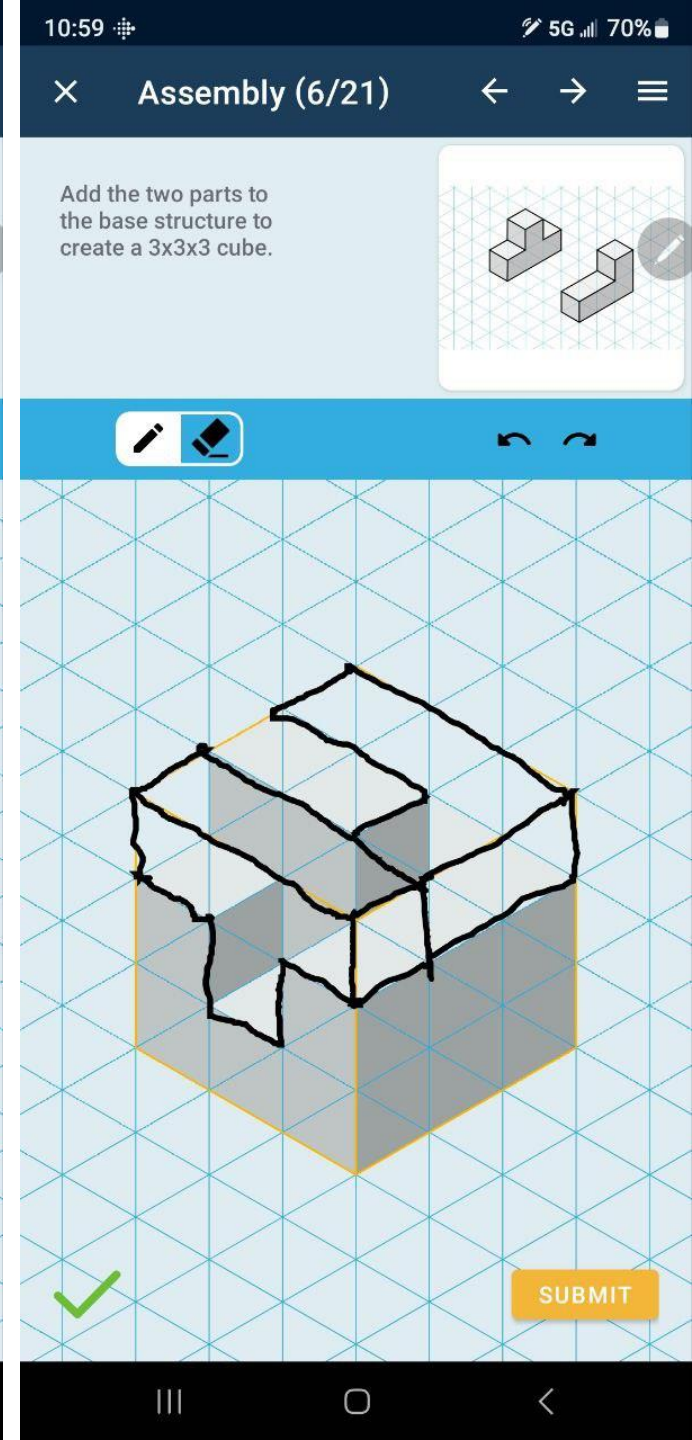 10:59 5G 70%
Assembly (6/21)
Add the two parts to
the base structure to
create a 3x3x3 cube.
SUBMIT